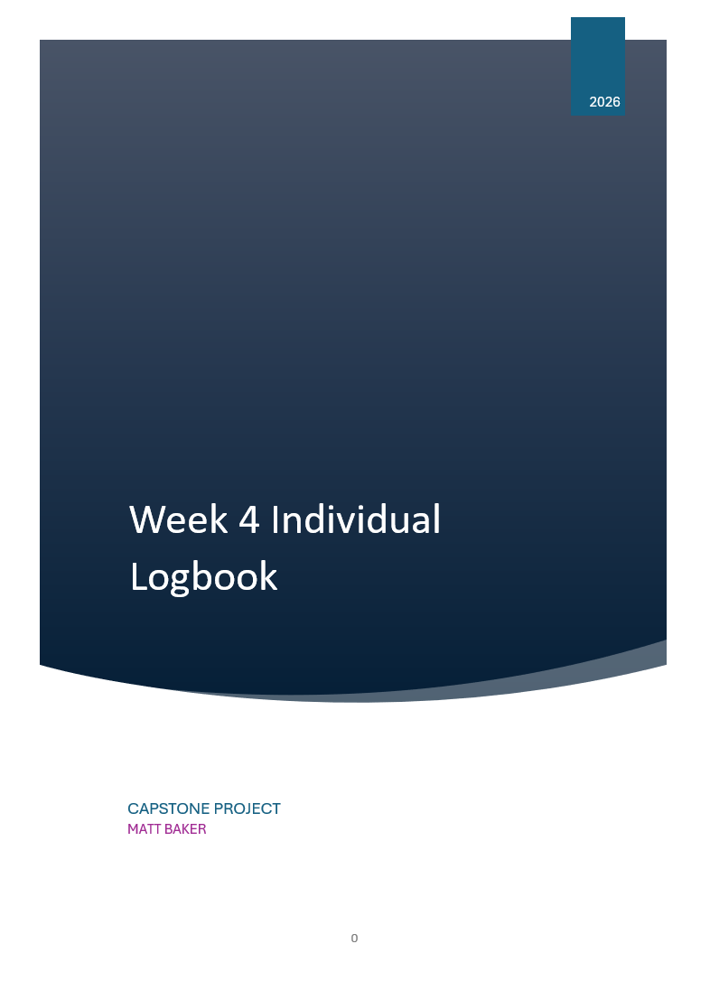 2026
Week 4 Individual
Logbook
CAPSTONE PROJECT
MATT BAKER
0